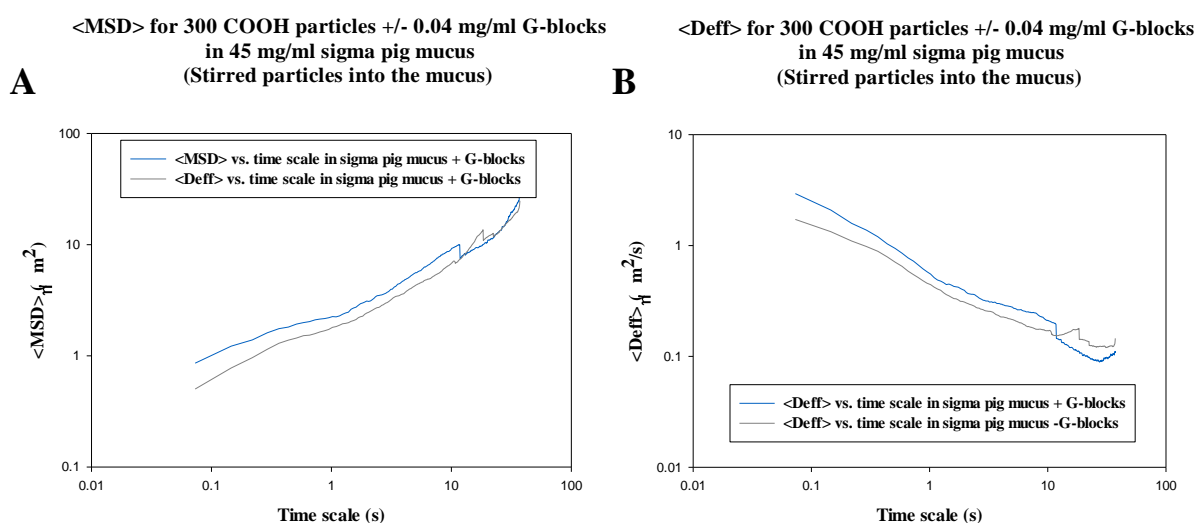 <MSD> for 300 COOH particles +/- 0.04 mg/ml G-blocks
in 45 mg/ml sigma pig mucus
(Stirred particles into the mucus)
A
<MSD> vs. time scale in sigma pig mucus + G-blocks
<Deff> vs. time scale in sigma pig mucus + G-blocks
<MSD> ( m2)
100
10
1
0.1
0.01
0.1
1
10
100
Time scale (s)
<Deff> for 300 COOH particles +/- 0.04 mg/ml G-blocks
in 45 mg/ml sigma pig mucus
(Stirred particles into the mucus)
B
<Deff> ( m2/s)
10
1
0.1
0.01
<Deff> vs. time scale in sigma pig mucus + G-blocks
<Deff> vs. time scale in sigma pig mucus -G-blocks
0.01
0.1
1
10
100
Time scale (s)